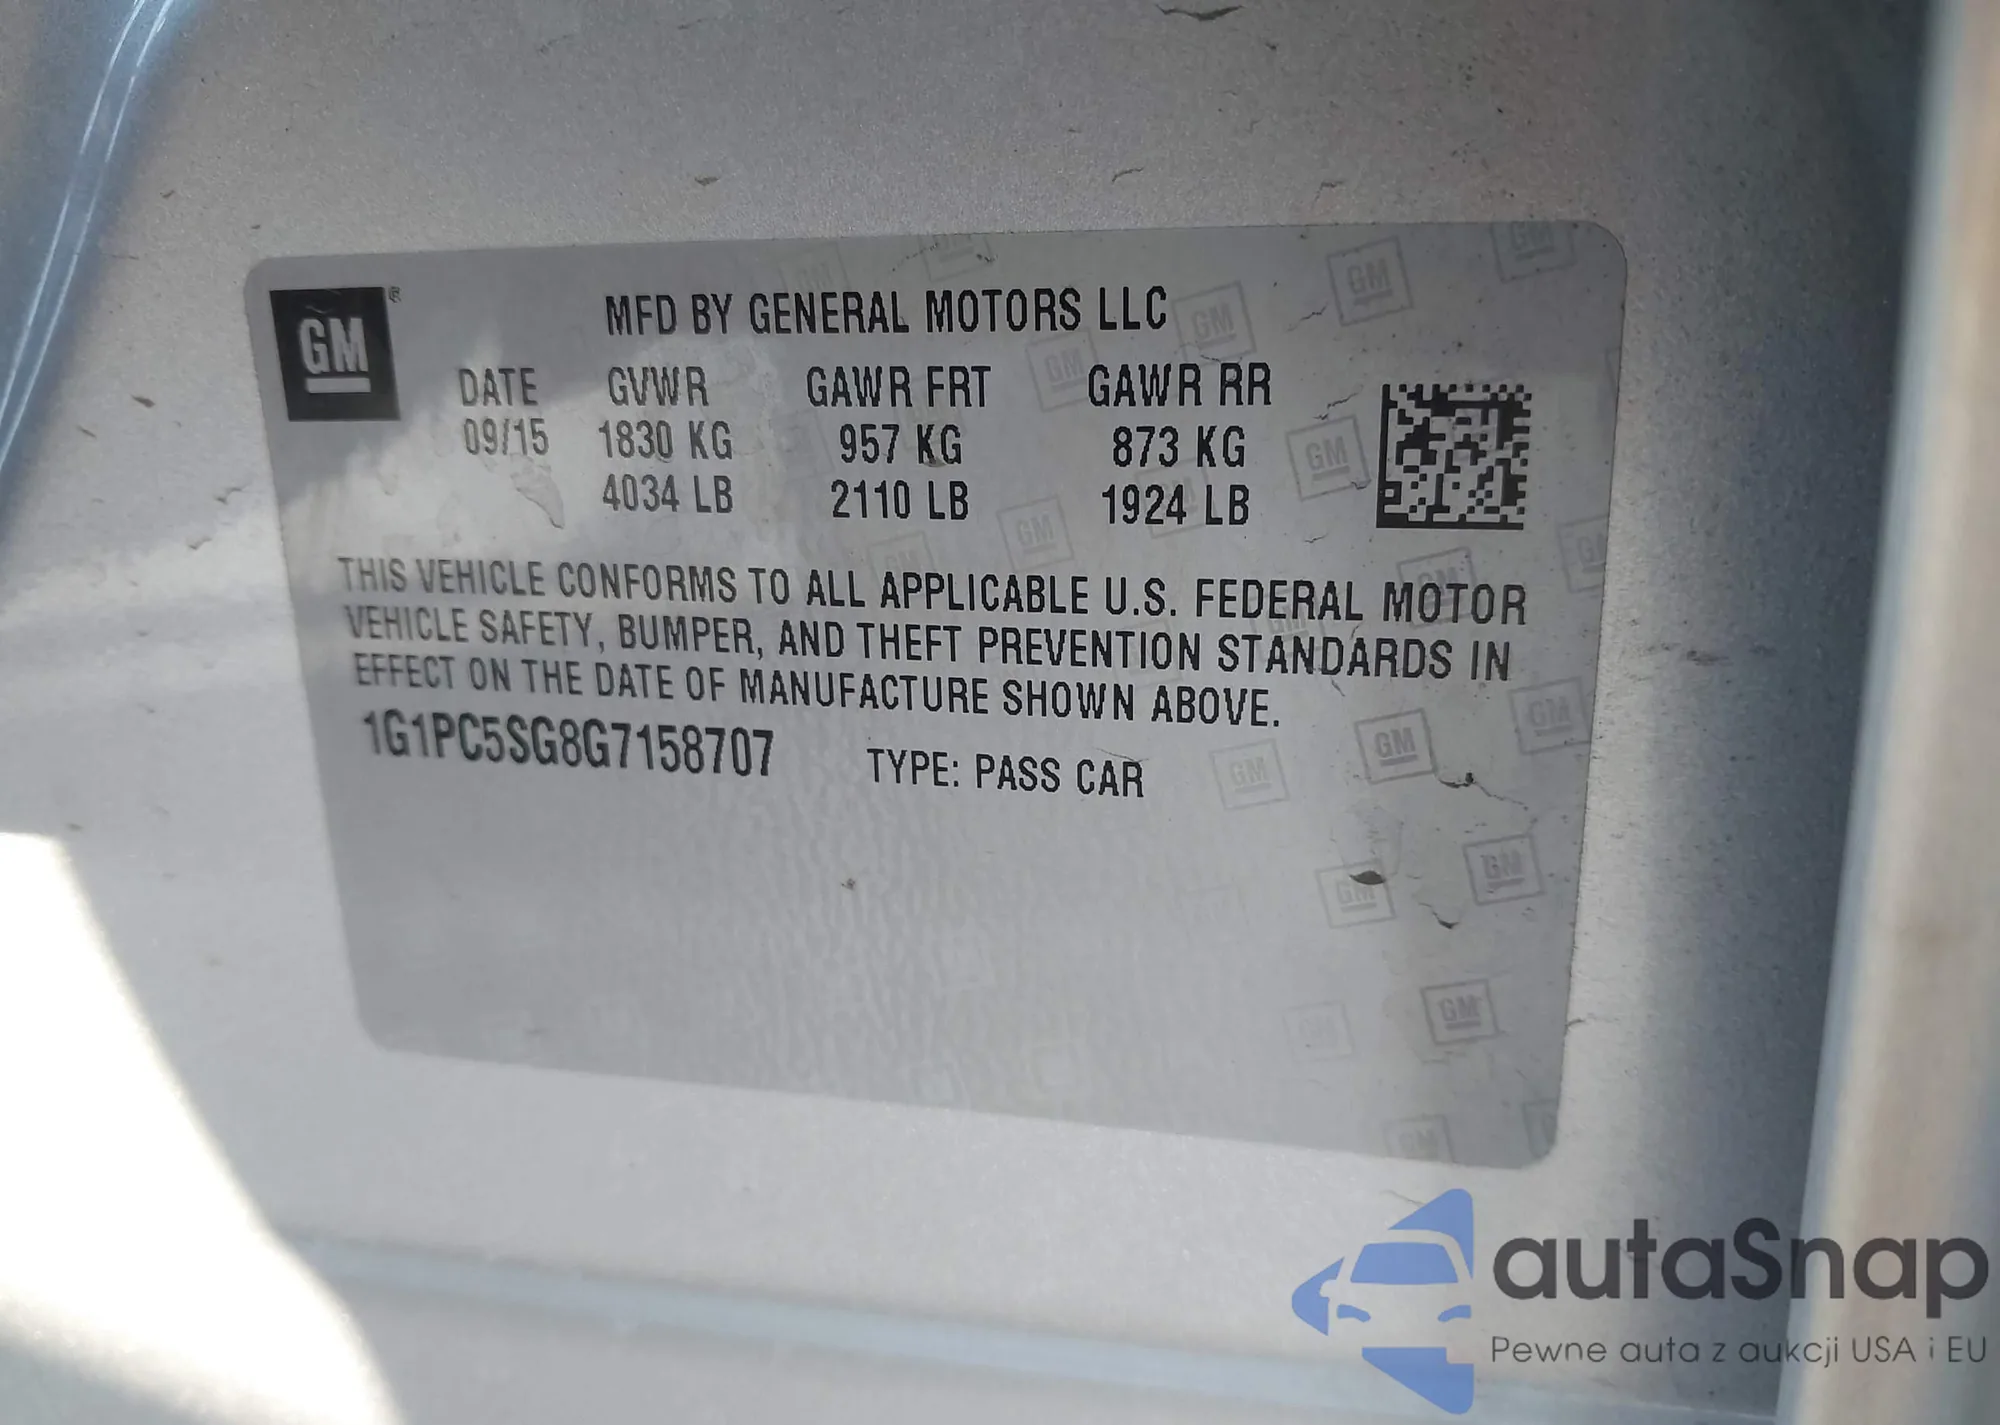 GM
MFD BY GENERAL MOTORS LLC
DATE GVWR GAWR FRT GAWR RR
09/15 1830 KG 957 KG 873 KG
4034 LB 2110 LB 1924 LB
THIS VEHICLE CONFORMS TO ALL APPLICABLE U.S. FEDERAL MOTOR
VEHICLE SAFETY, BUMPER, AND THEFT PREVENTION STANDARDS IN
EFFECT ON THE DATE OF MANUFACTURE SHOWN ABOVE.
1G1PC5SG8G7158707 TYPE: PASS CAR
autaSnap
Pewne auta z aukcji USA i EU